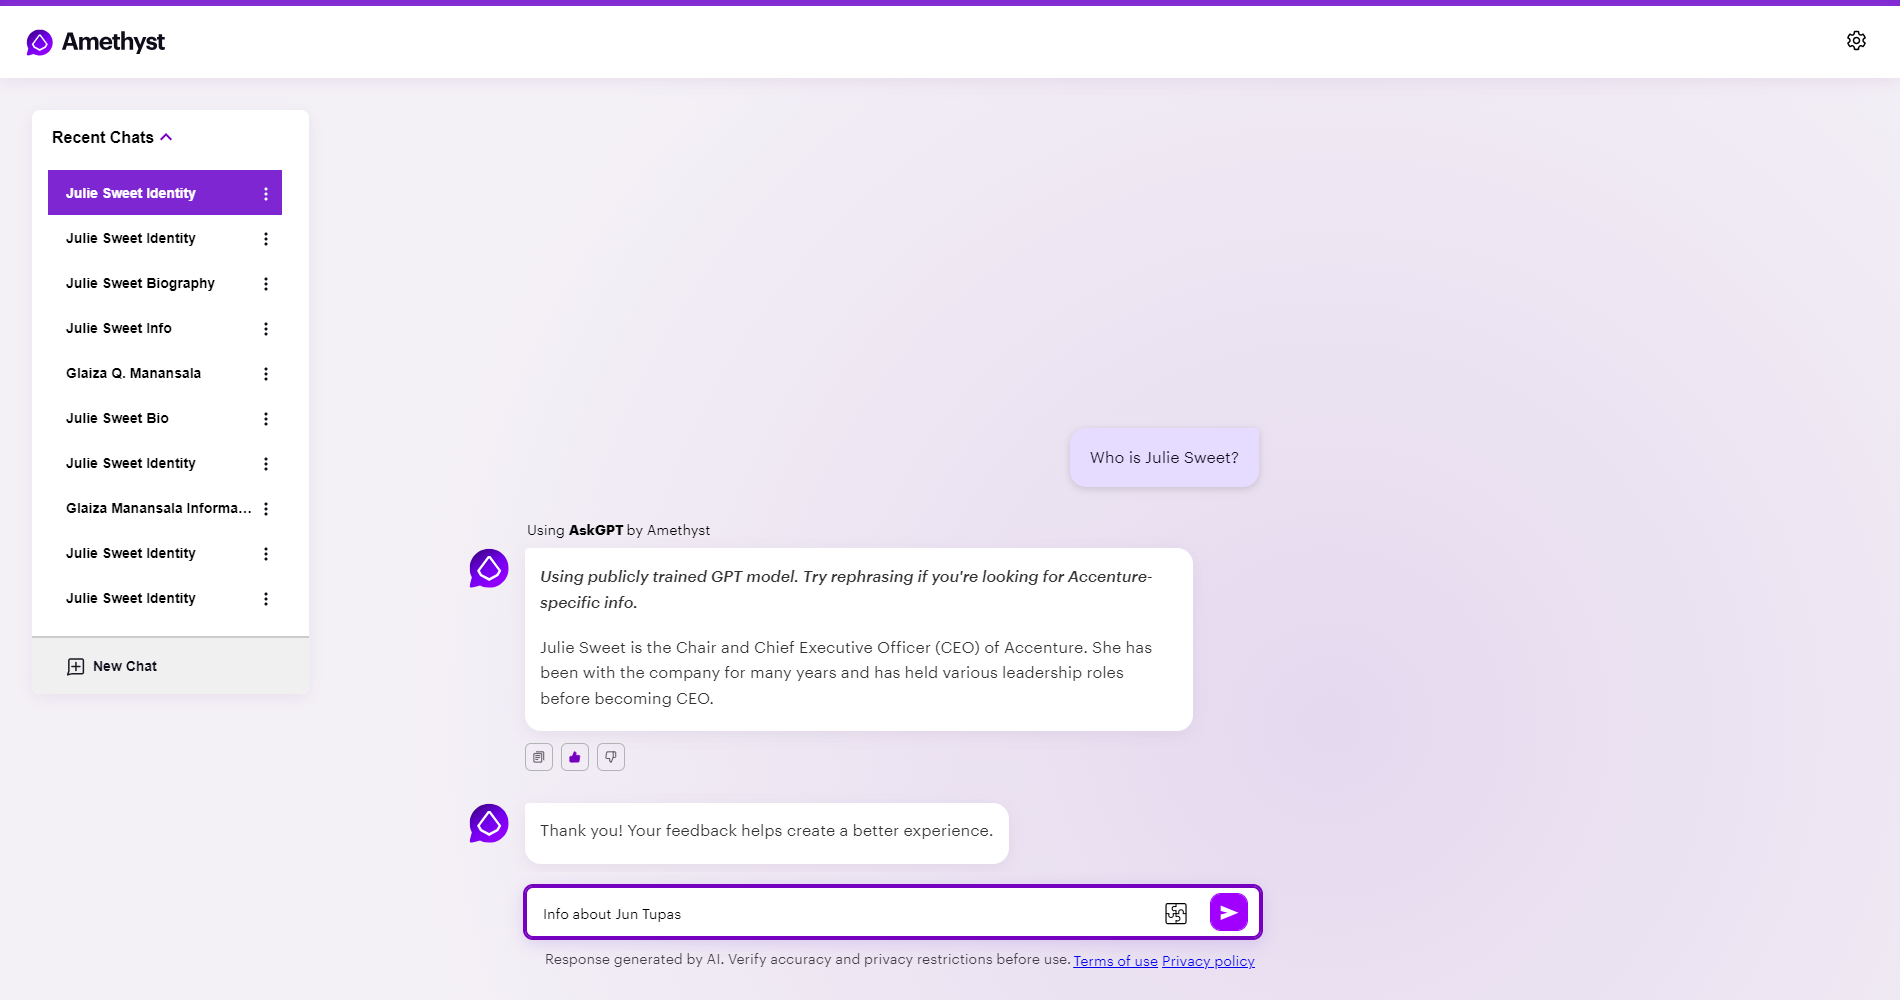 Amethyst
Recent Chats
Julie Sweet Identity
Julie Sweet Identity
Julie Sweet Biography
Julie Sweet Info
Glaiza Q. Manansala
Julie Sweet Bio
Julie Sweet Identity
Glaiza Manansala Informa...
Julie Sweet Identity
Julie Sweet Identity
New Chat
Who is Julie Sweet?
Using AskGPT by Amethyst
Using publicly trained GPT model. Try rephrasing if you're looking for Accenture-
specific info.
Julie Sweet is the Chair and Chief Executive Officer (CEO) of Accenture. She has
been with the company for many years and has held various leadership roles
before becoming CEO.
Thank you! Your feedback helps create a better experience.
Info about Jun Tupas
Response generated by AI. Verify accuracy and privacy restrictions before use. Terms of use Privacy policy